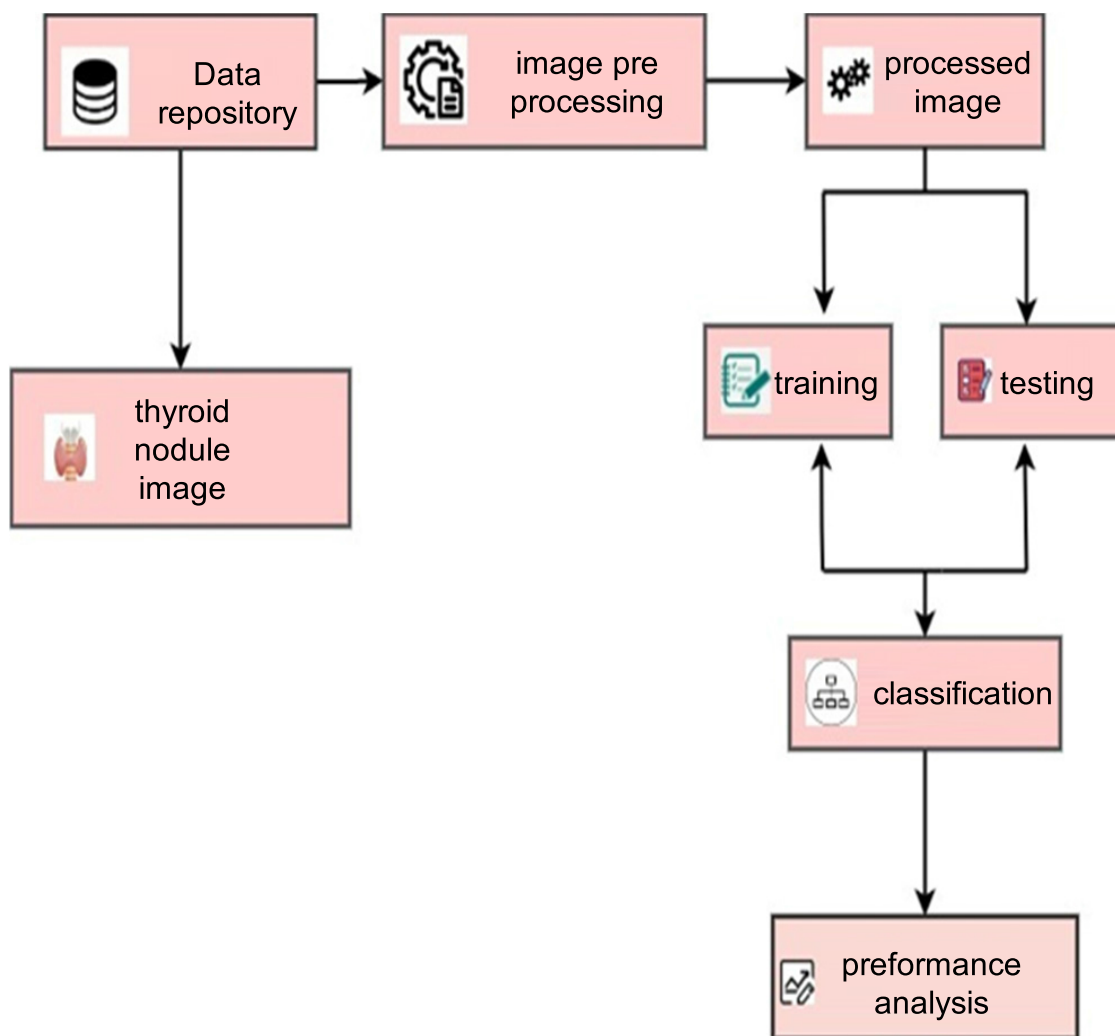 Data
repository
image pre
processing
processed
image
training
testing
thyroid
nodule
image
classification
preformance
analysis